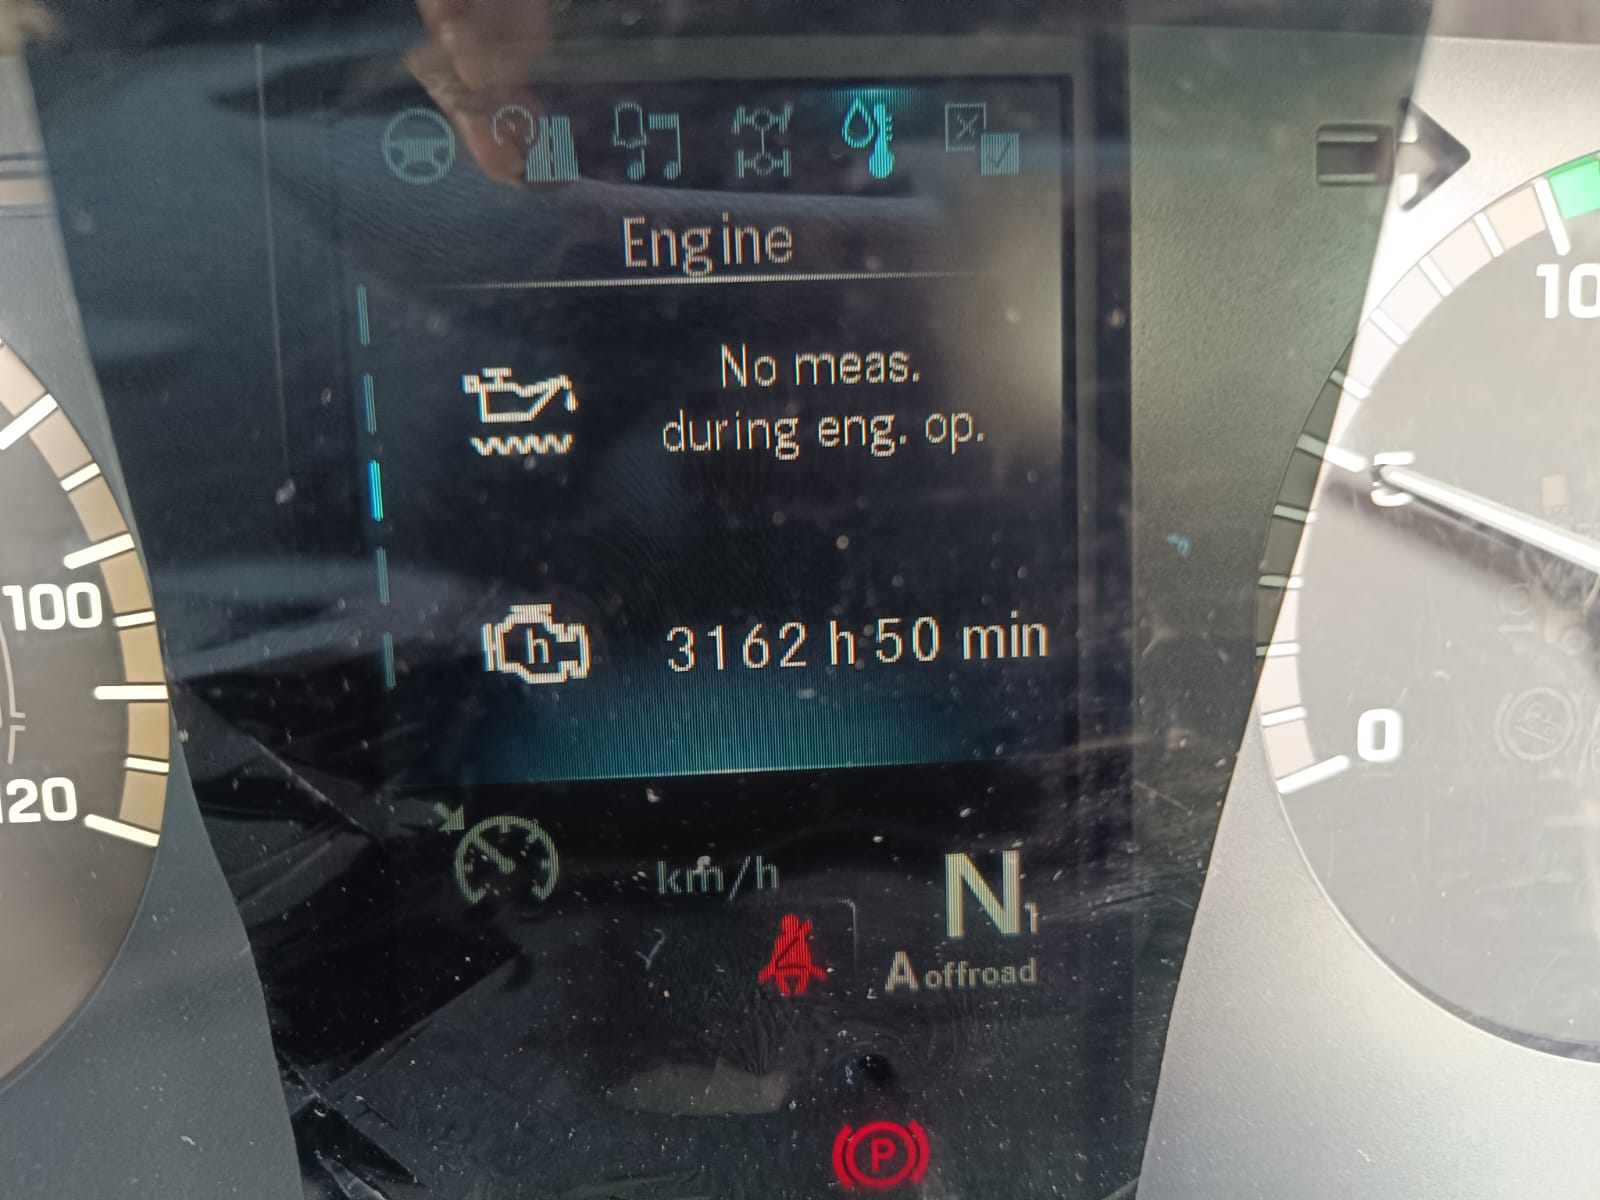 Engine
No meas.
during eng. op.
h
3162 h 50 min
km/h
N1
A offroad
P
100
120
10
5
0